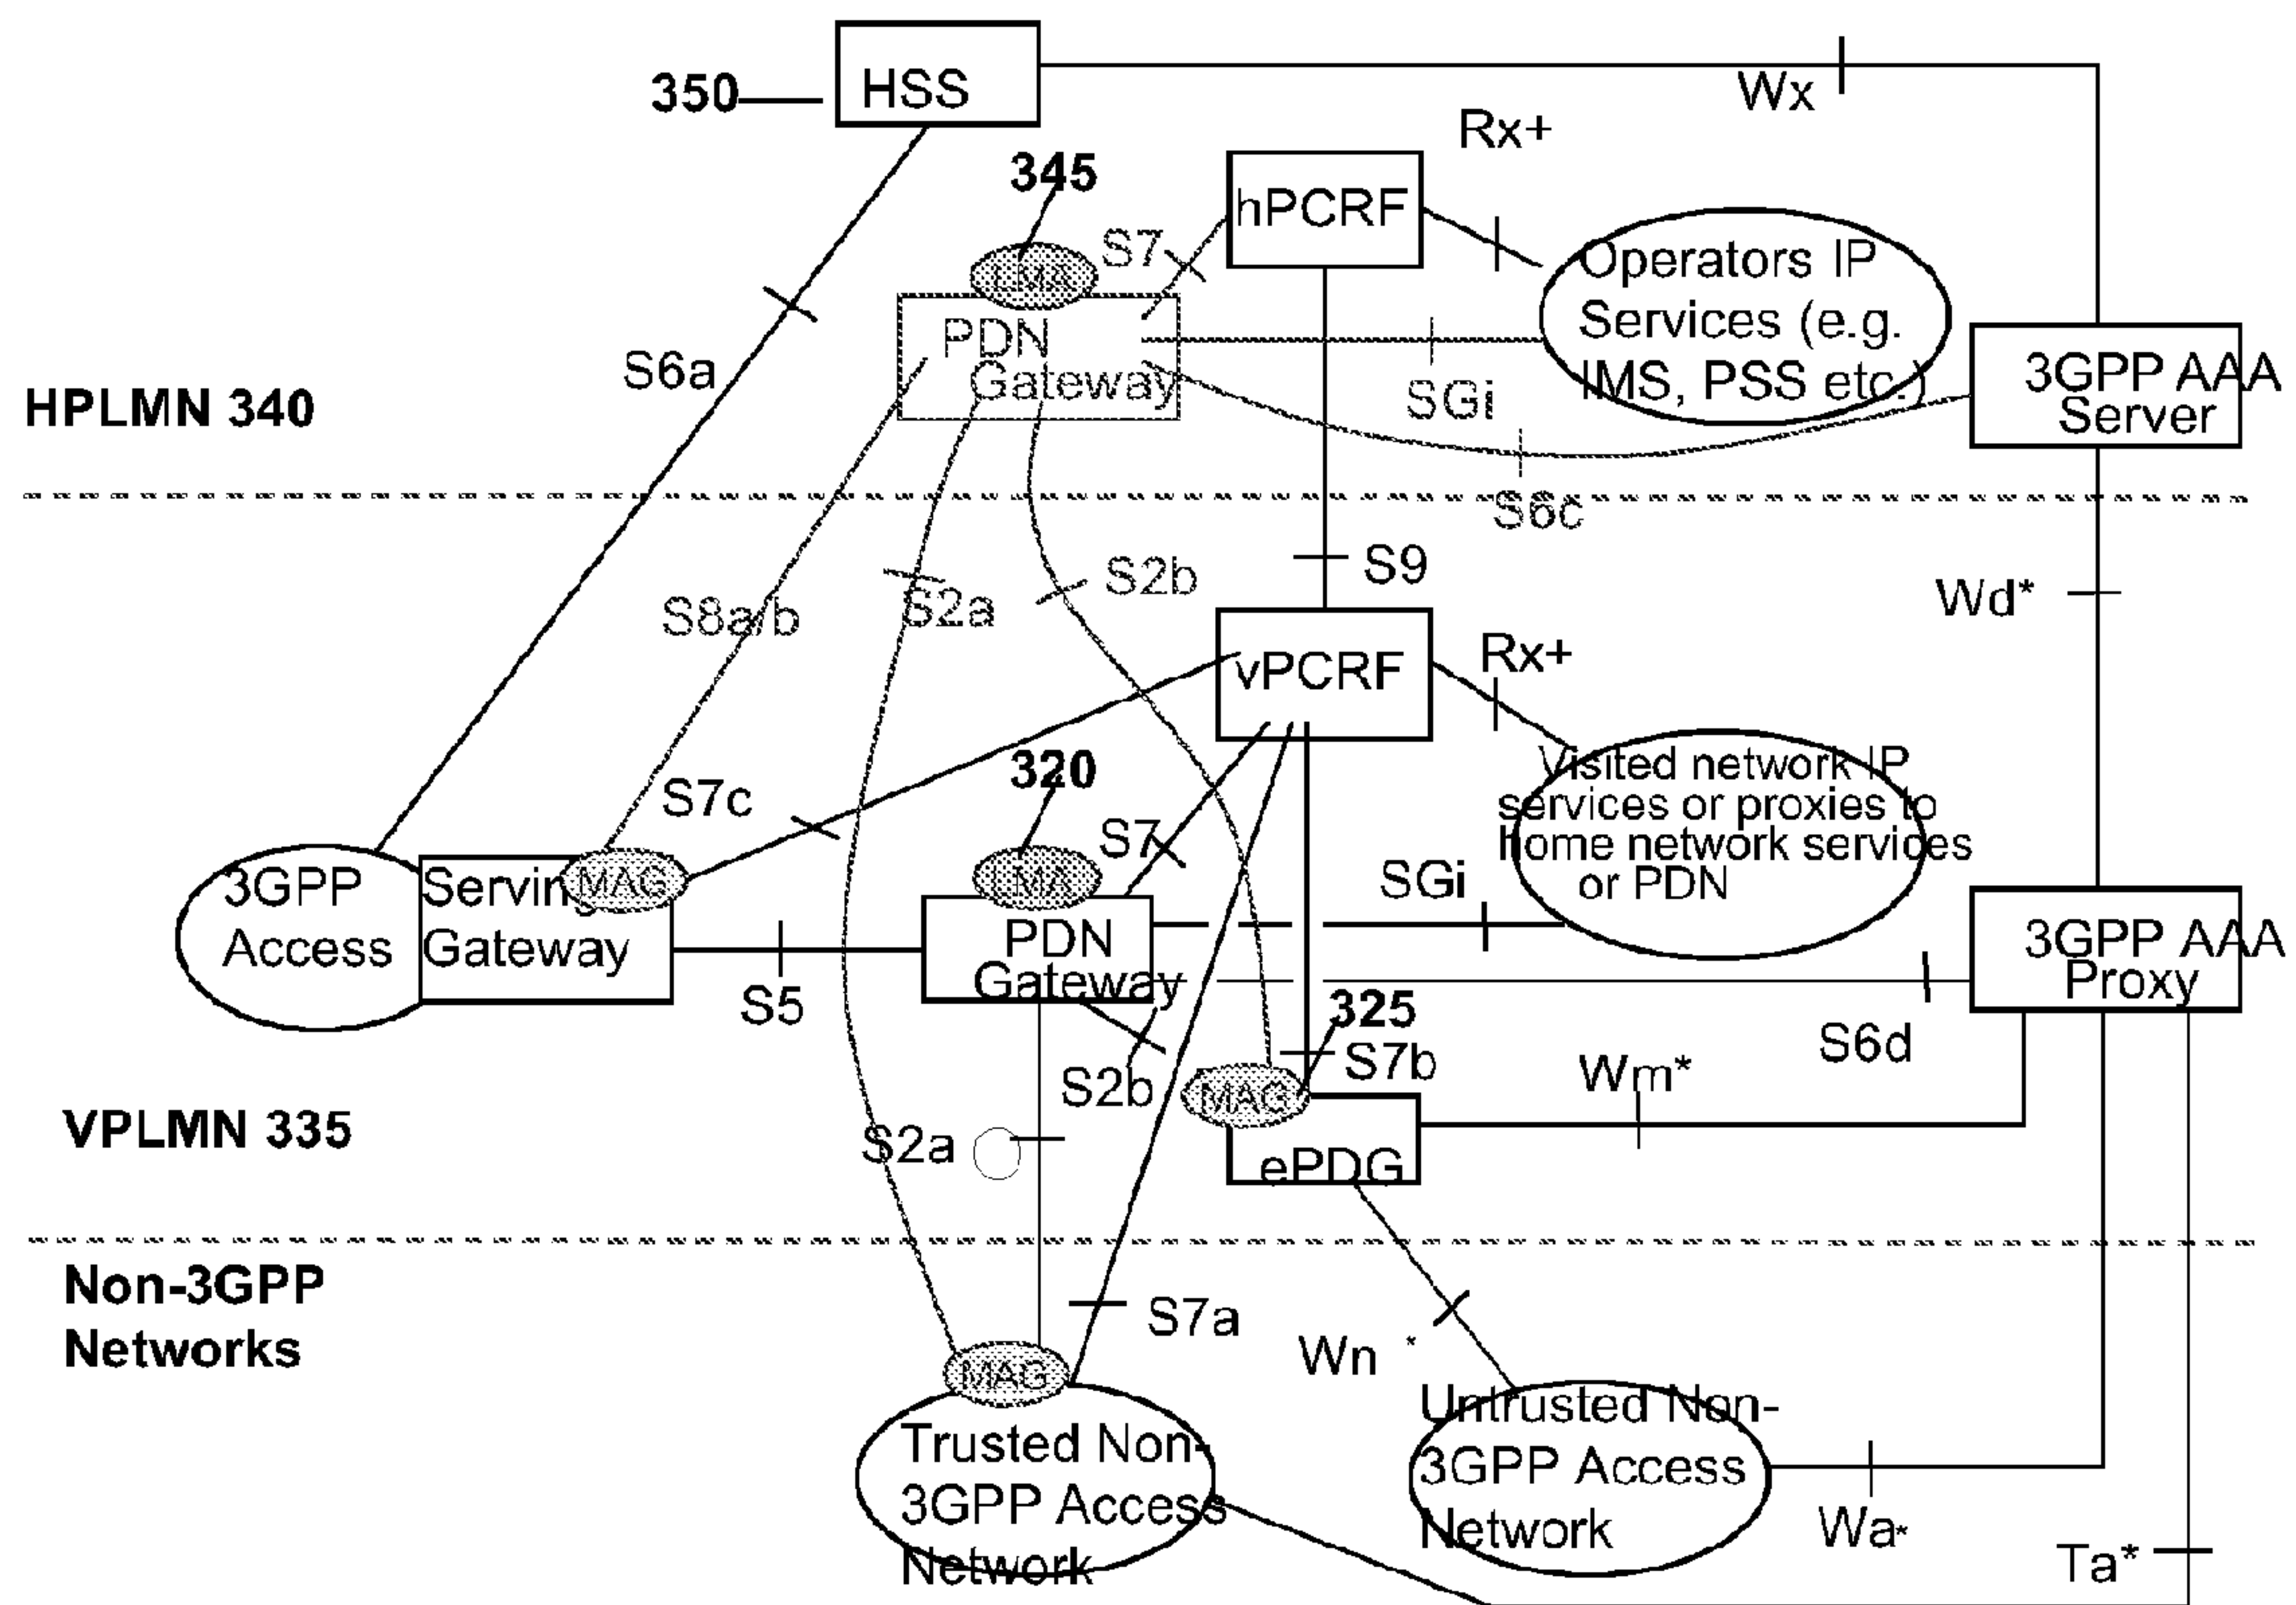 350
HSS
Wx
Rx+
345
hPCRF
S7
LMA
Operators IP
Services (e.g.
IMS, PSS etc.)
PDN
Gateway
S6a
SGi
3GPP AAA
Server
HPLMN 340
S6c
S9
S2b
Wd*
S8a/b
S2a
vPCRF
Rx+
320
Visited network IP
services or proxies to
home network services
or PDN
S7c
S7
LMA
SGi
3GPP
Access
Serving
Gateway
MAG
PDN
Gateway
3GPP AAA
Proxy
S5
325
S6d
S7b
Wm*
S2b
MAG
VPLMN 335
S2a
ePDG
Non-3GPP
Networks
S7a
Wn *
MAG
Trusted Non-
3GPP Access
Network
Untrusted Non-
3GPP Access
Network
Wa*
Ta*